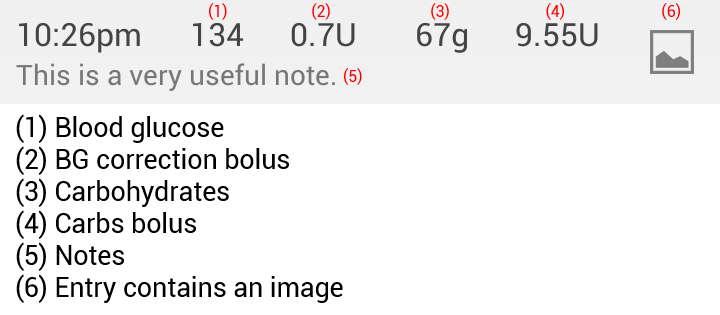 (1) (2) (3) (4) (6)
10:26pm 134 0.7U 67g 9.55U
This is a very useful note. (5)
(1) Blood glucose
(2) BG correction bolus
(3) Carbohydrates
(4) Carbs bolus
(5) Notes
(6) Entry contains an image